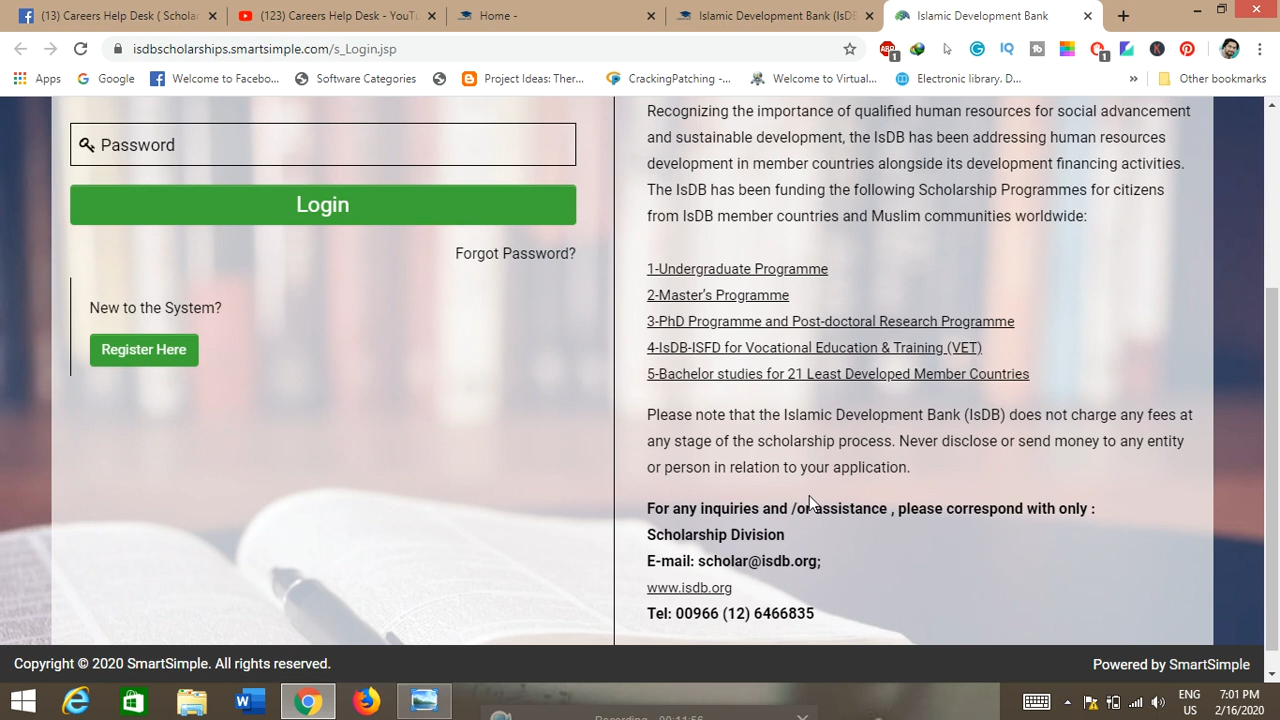 (13) Careers Help Desk ( Scholar
(123) Careers Help Desk - YouTu
Home -
Islamic Development Bank (IsDB
Islamic Development Bank
isdbscholarships.smartsimple.com/s_Login.jsp
Apps
Google
Welcome to Facebo...
Software Categories
Project Ideas: Ther...
CrackingPatching -...
Welcome to Virtual...
Electronic library. D...
»
Other bookmarks
Password
Login
Forgot Password?
New to the System?
Register Here
Recognizing the importance of qualified human resources for social advancement
and sustainable development, the IsDB has been addressing human resources
development in member countries alongside its development financing activities.
The IsDB has been funding the following Scholarship Programmes for citizens
from IsDB member countries and Muslim communities worldwide:
1-Undergraduate Programme
2-Master's Programme
3-PhD Programme and Post-doctoral Research Programme
4-IsDB-ISFD for Vocational Education & Training (VET)
5-Bachelor studies for 21 Least Developed Member Countries
Please note that the Islamic Development Bank (IsDB) does not charge any fees at
any stage of the scholarship process. Never disclose or send money to any entity
or person in relation to your application.
For any inquiries and /or assistance , please correspond with only :
Scholarship Division
E-mail: scholar@isdb.org;
www.isdb.org
Tel: 00966 (12) 6466835
Copyright © 2020 SmartSimple. All rights reserved.
Powered by SmartSimple
ENG
US
7:01 PM
2/16/2020
Recording - 00:11:56